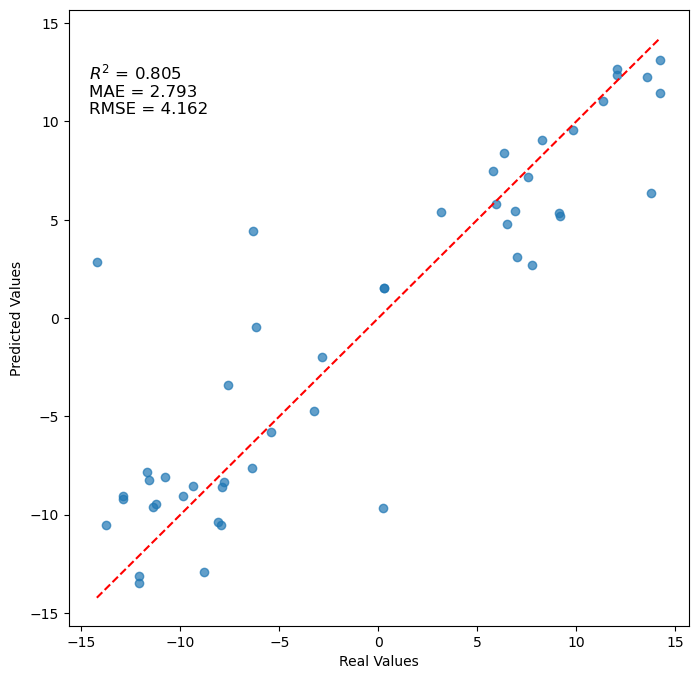 R² = 0.805
MAE = 2.793
RMSE = 4.162
15
10
5
0
−5
−10
−15
Predicted Values
−15 −10 −5 0 5 10 15
Real Values